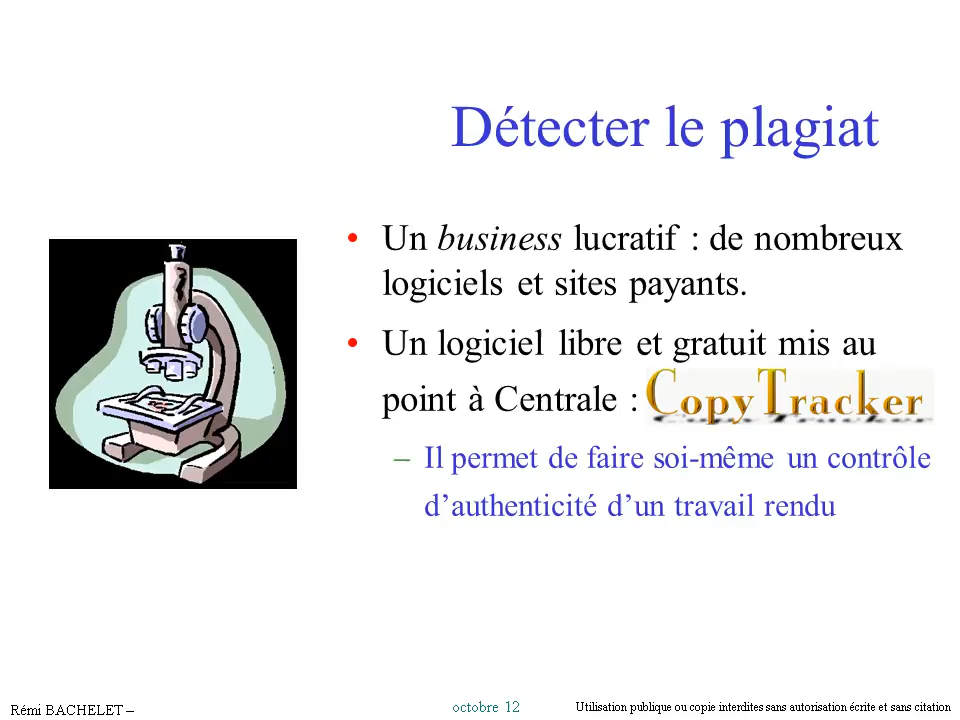 Détecter le plagiat
• Un business lucratif : de nombreux
logiciels et sites payants.
• Un logiciel libre et gratuit mis au
point à Centrale : CopyTracker
– Il permet de faire soi-même un contrôle
d’authenticité d’un travail rendu
Rémi BACHELET –
octobre 12
Utilisation publique ou copie interdites sans autorisation écrite et sans citation